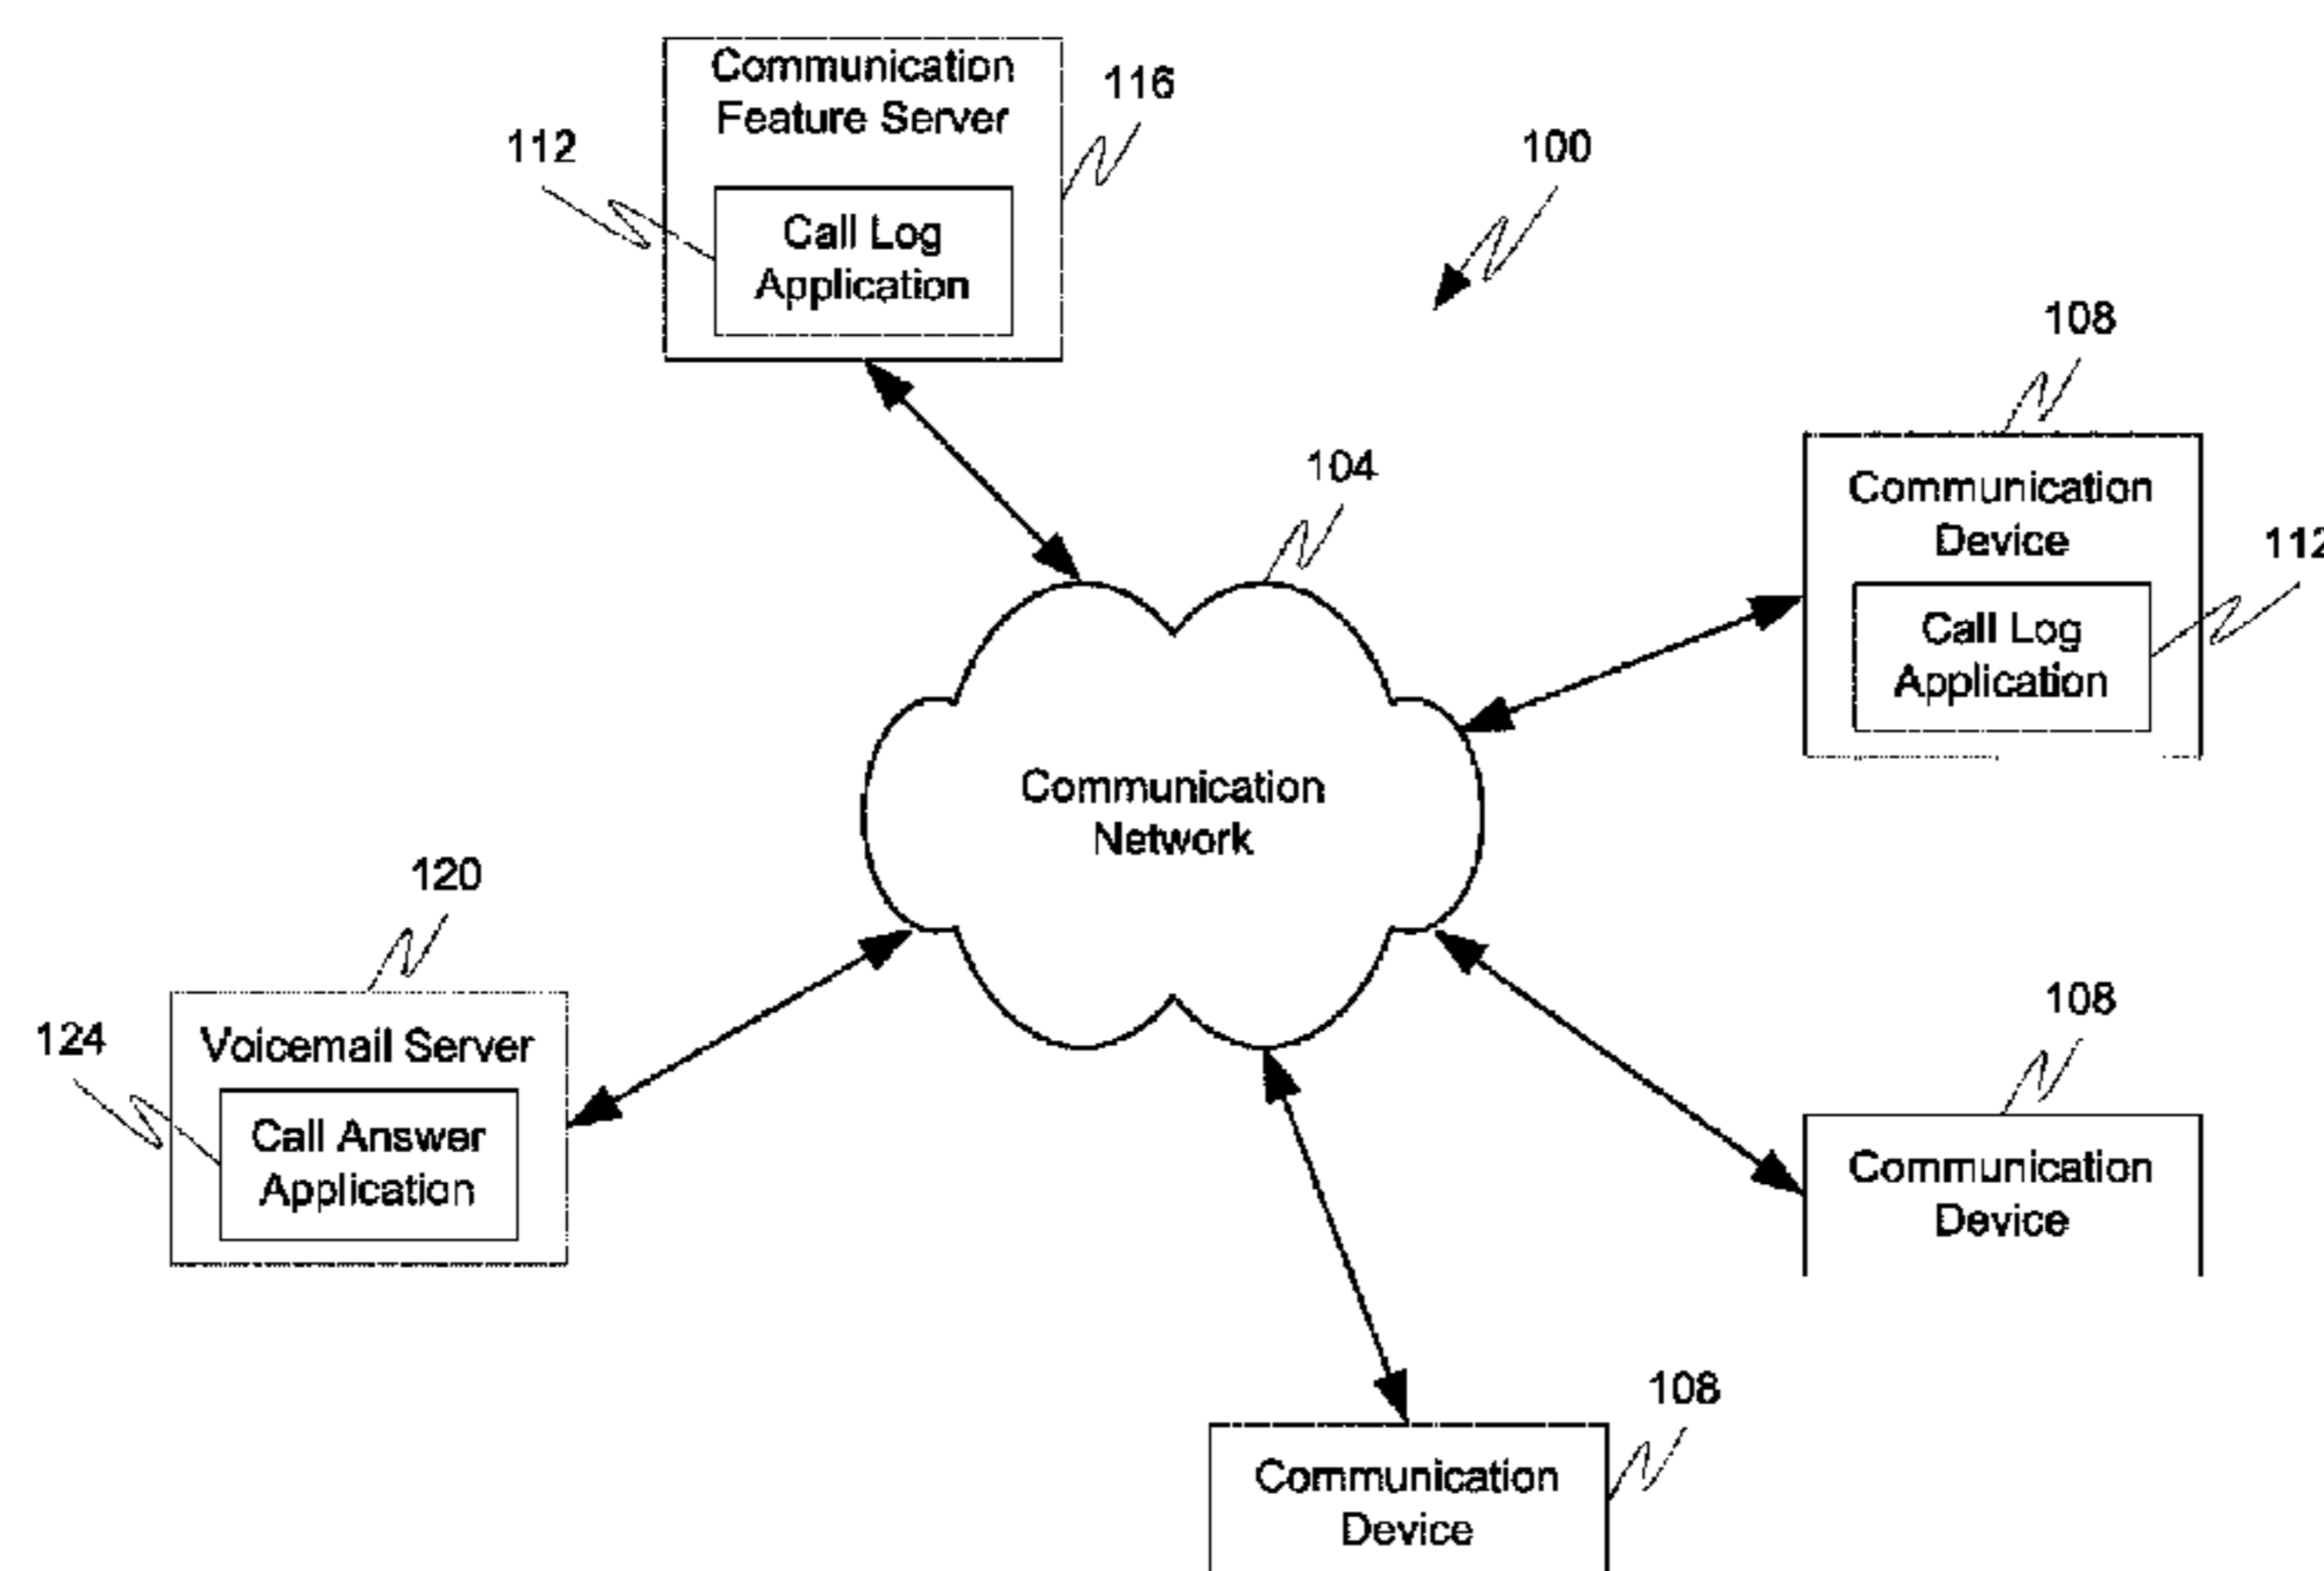 Communication
Feature Server
116
112
Call Log
Application
100
108
Communication
Device
112
Call Log
Application
104
Communication
Network
120
124
Voicemail Server
Call Answer
Application
108
Communication
Device
108
Communication
Device